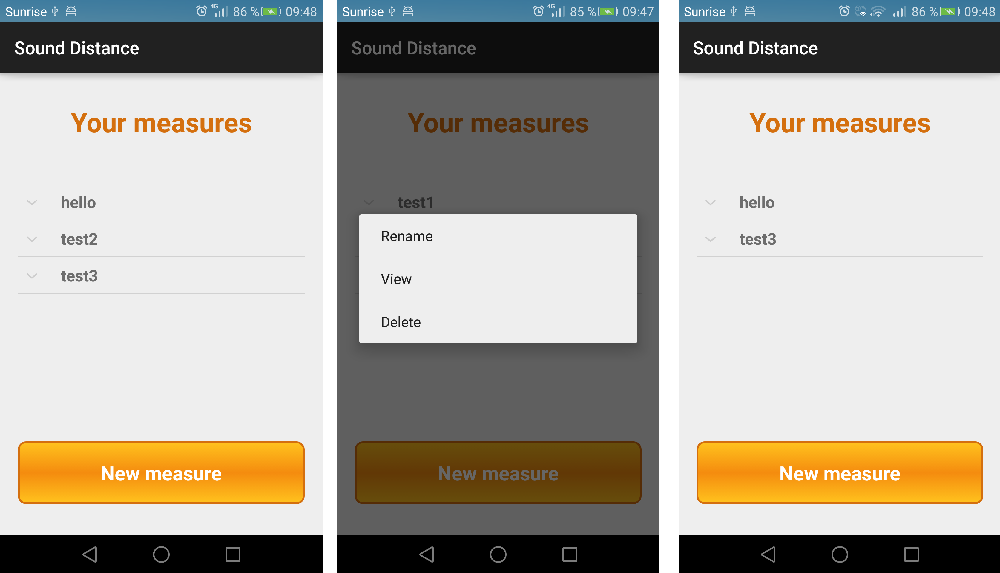 Sunrise 4G 86 % 09:48
Sound Distance
Your measures
hello
test2
test3
New measure
Sunrise 4G 85 % 09:47
Sound Distance
Your measures
test1
Rename
View
Delete
New measure
Sunrise 86 % 09:48
Sound Distance
Your measures
hello
test3
New measure